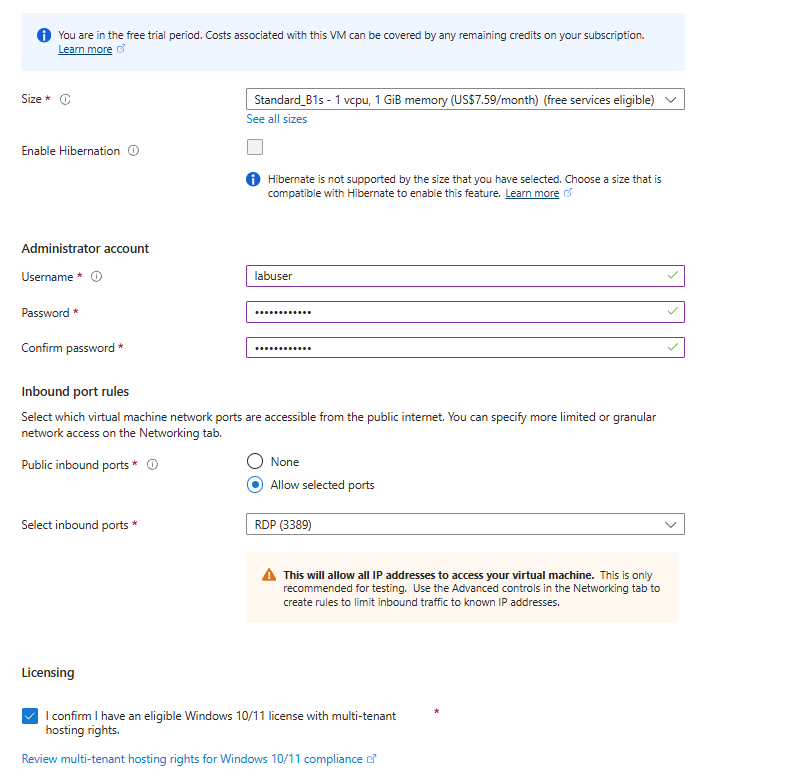 You are in the free trial period. Costs associated with this VM can be covered by any remaining credits on your subscription.
Learn more
Size *
Standard_B1s - 1 vcpu, 1 GiB memory (US$7.59/month) (free services eligible)
See all sizes
Enable Hibernation
Hibernate is not supported by the size that you have selected. Choose a size that is
compatible with Hibernate to enable this feature. Learn more
Administrator account
Username *
labuser
Password *
••••••••••••
Confirm password *
••••••••••••
Inbound port rules
Select which virtual machine network ports are accessible from the public internet. You can specify more limited or granular
network access on the Networking tab.
Public inbound ports *
None
Allow selected ports
Select inbound ports *
RDP (3389)
This will allow all IP addresses to access your virtual machine. This is only
recommended for testing. Use the Advanced controls in the Networking tab to
create rules to limit inbound traffic to known IP addresses.
Licensing
I confirm I have an eligible Windows 10/11 license with multi-tenant *
hosting rights.
Review multi-tenant hosting rights for Windows 10/11 compliance